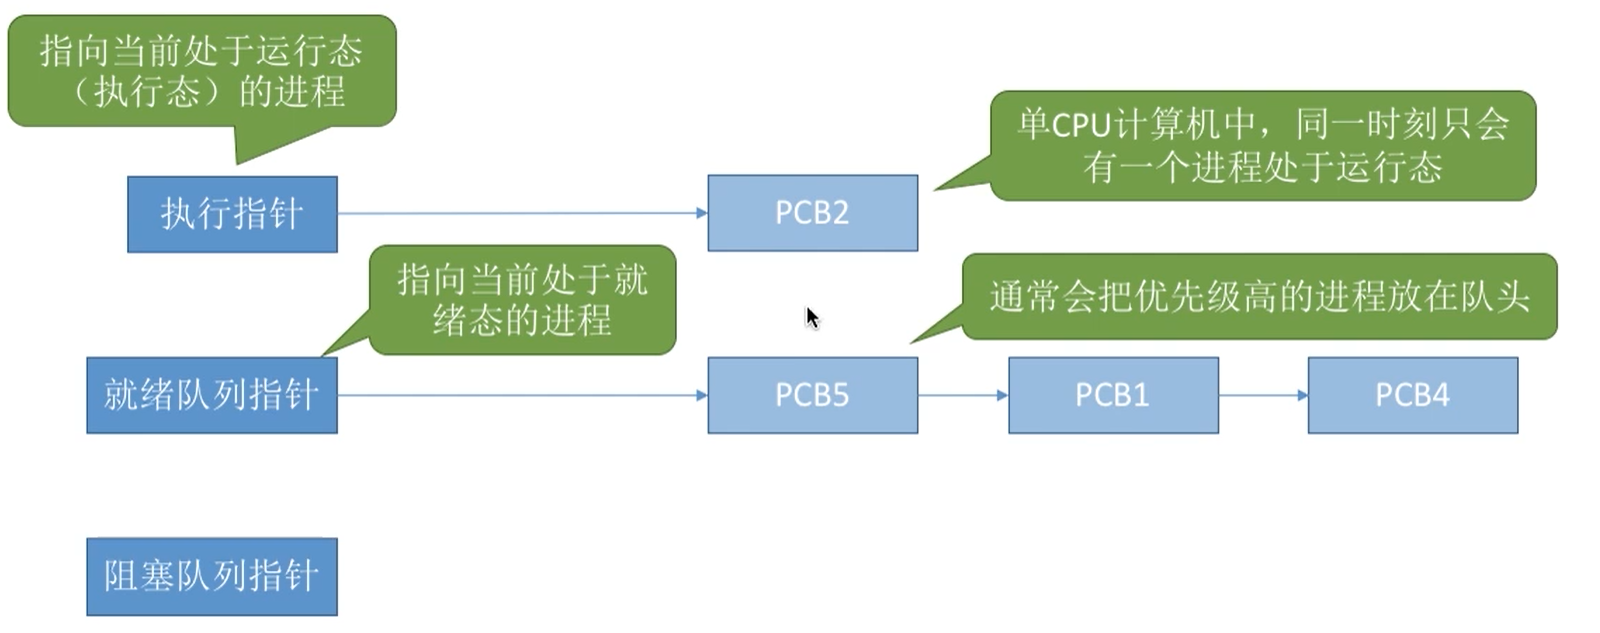 指向当前处于运行态
（执行态）的进程
单CPU计算机中，同一时刻只会
有一个进程处于运行态
执行指针
PCB2
指向当前处于就
绪态的进程
通常会把优先级高的进程放在队头
就绪队列指针
PCB5
PCB1
PCB4
阻塞队列指针